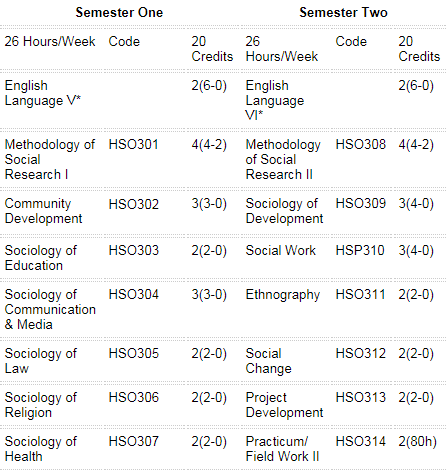 Semester One Semester Two
26 Hours/Week Code 20 Credits 26 Hours/Week Code 20 Credits
English Language V* 2(6-0) English Language VI* 2(6-0)
Methodology of Social Research I HSO301 4(4-2) Methodology of Social Research II HSO308 4(4-2)
Community Development HSO302 3(3-0) Sociology of Development HSO309 3(4-0)
Sociology of Education HSO303 2(2-0) Social Work HSP310 3(4-0)
Sociology of Communication & Media HSO304 3(3-0) Ethnography HSO311 2(2-0)
Sociology of Law HSO305 2(2-0) Social Change HSO312 2(2-0)
Sociology of Religion HSO306 2(2-0) Project Development HSO313 2(2-0)
Sociology of Health HSO307 2(2-0) Practicum/ Field Work II HSO314 2(80h)